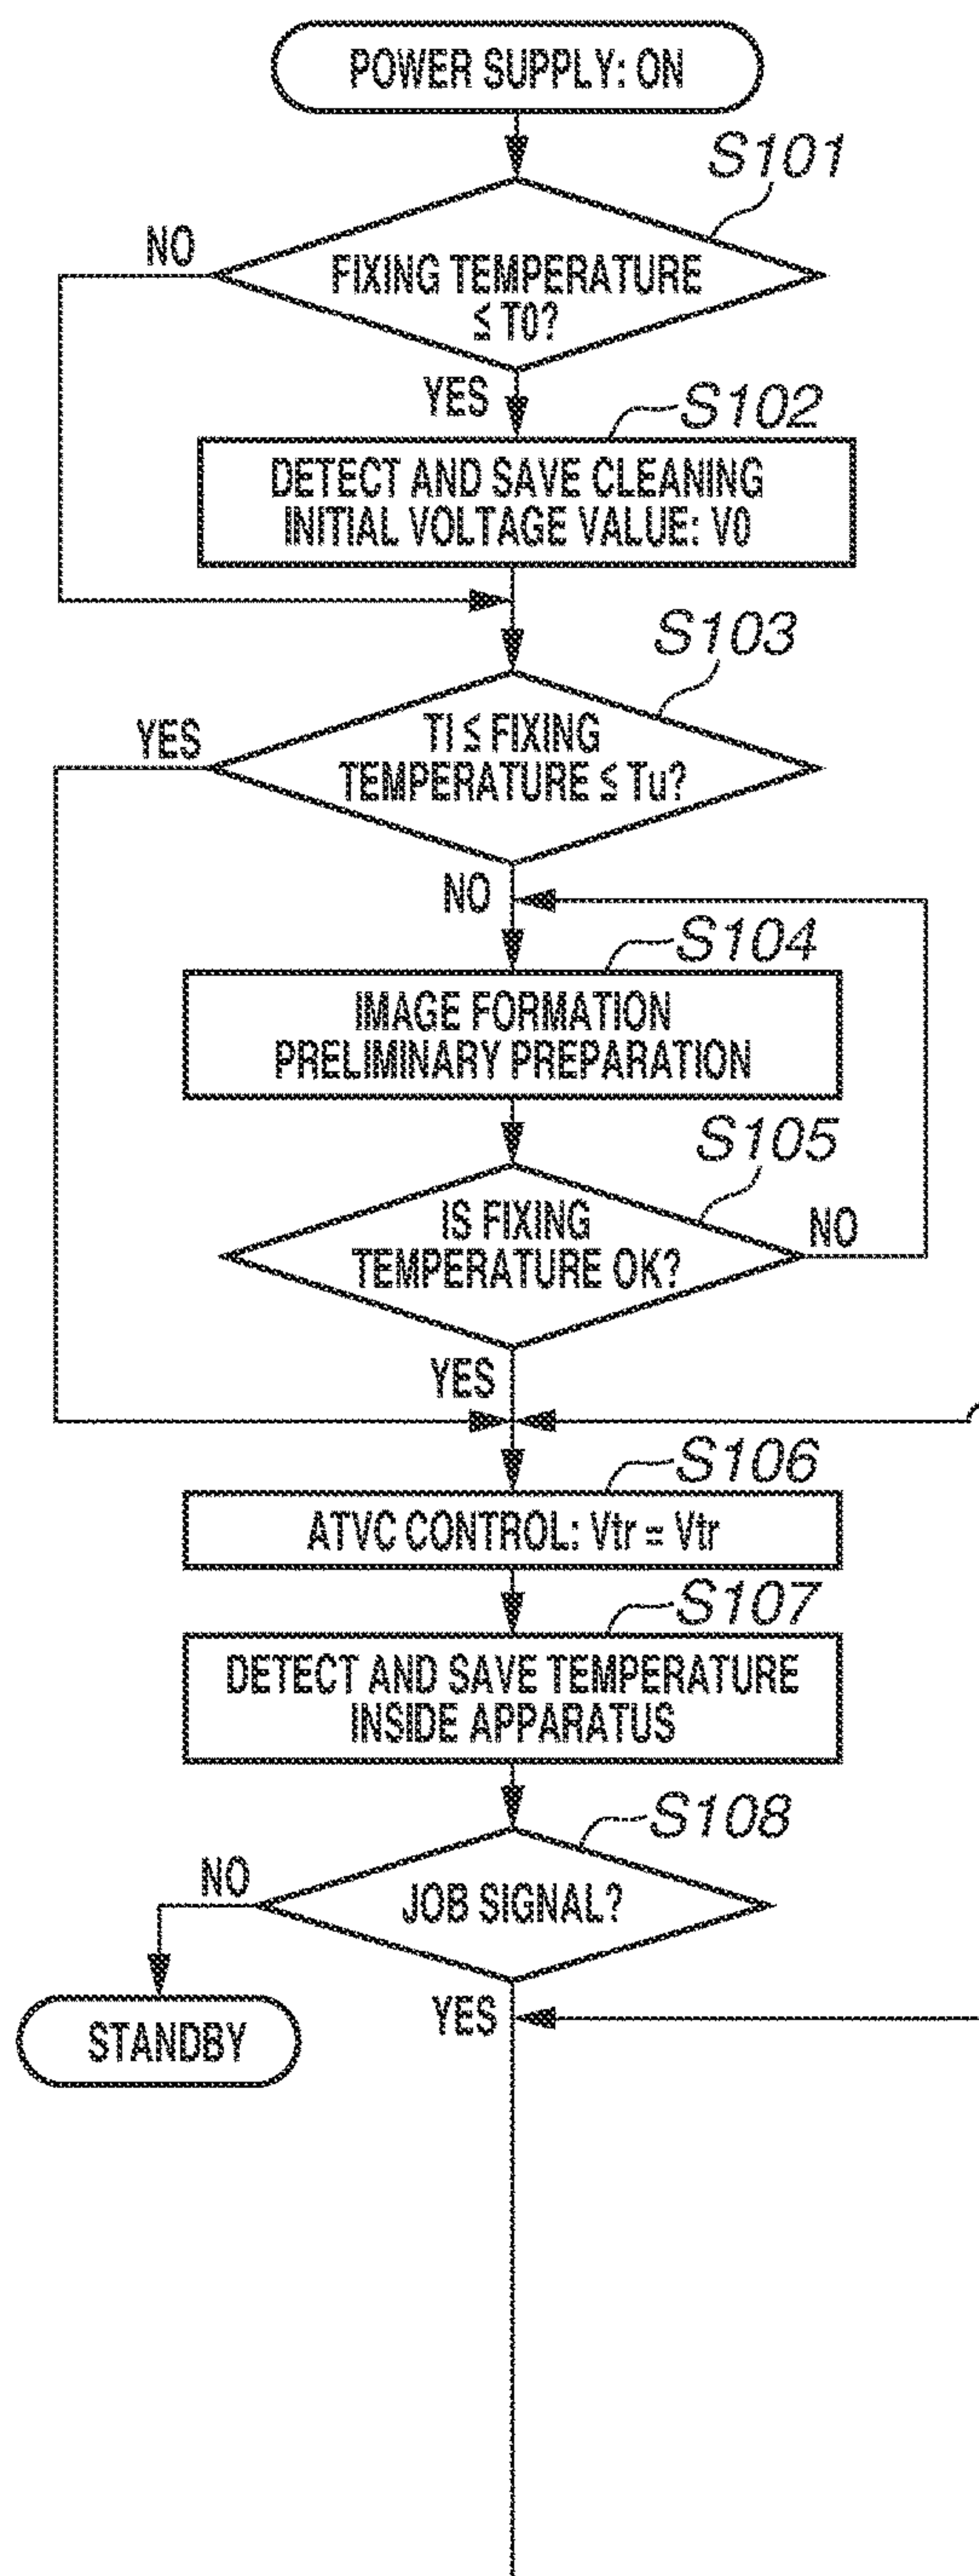 POWER SUPPLY: ON
S101
NO
FIXING TEMPERATURE
≤ T0?
YES
S102
DETECT AND SAVE CLEANING
INITIAL VOLTAGE VALUE: V0
S103
YES
Tl ≤ FIXING
TEMPERATURE ≤ Tu?
NO
S104
IMAGE FORMATION
PRELIMINARY PREPARATION
S105
IS FIXING
TEMPERATURE OK?
NO
YES
S106
ATVC CONTROL: Vtr = Vtr
S107
DETECT AND SAVE TEMPERATURE
INSIDE APPARATUS
S108
NO
JOB SIGNAL?
YES
STANDBY